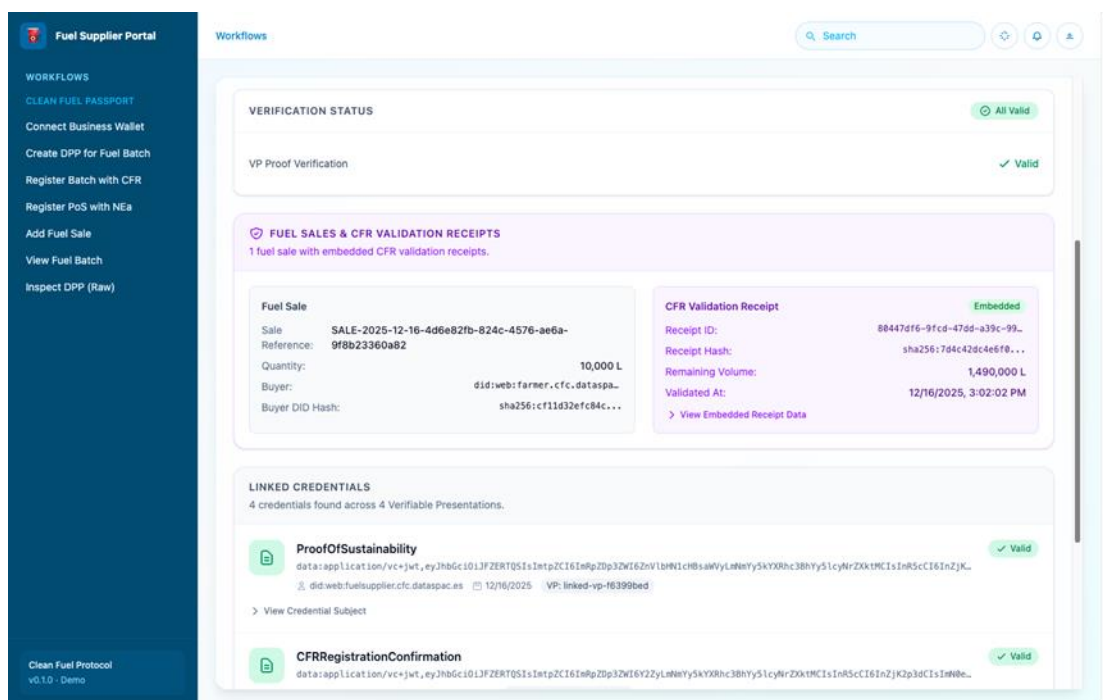 Fuel Supplier Portal
WORKFLOWS
CLEAN FUEL PASSPORT
Connect Business Wallet
Create DPP for Fuel Batch
Register Batch with CFR
Register PoS with NEa
Add Fuel Sale
View Fuel Batch
Inspect DPP (Raw)
Clean Fuel Protocol
v0.1.0 - Demo
Workflows
Search
VERIFICATION STATUS
All Valid
VP Proof Verification
Valid
FUEL SALES & CFR VALIDATION RECEIPTS
1 fuel sale with embedded CFR validation receipts.
Fuel Sale
Sale Reference: SALE-2025-12-16-4d6e82fb-824c-4576-ae6a-
9f8b23360a82
Quantity: 10,000 L
Buyer: did:web:farmer.cfc.dataspa…
Buyer DID Hash: sha256:cf11d32efc84c...
CFR Validation Receipt
Embedded
Receipt ID: 80447df6-9fcd-47dd-a39c-99…
Receipt Hash: sha256:7d4c42dc4e6f0...
Remaining Volume: 1,490,000 L
Validated At: 12/16/2025, 3:02:02 PM
View Embedded Receipt Data
LINKED CREDENTIALS
4 credentials found across 4 Verifiable Presentations.
ProofOfSustainability
Valid
did:web:fuelsupplier.cfc.dataspac.es 12/16/2025 VP: linked-vp-f6399bed
View Credential Subject
CFRRegistrationConfirmation
Valid